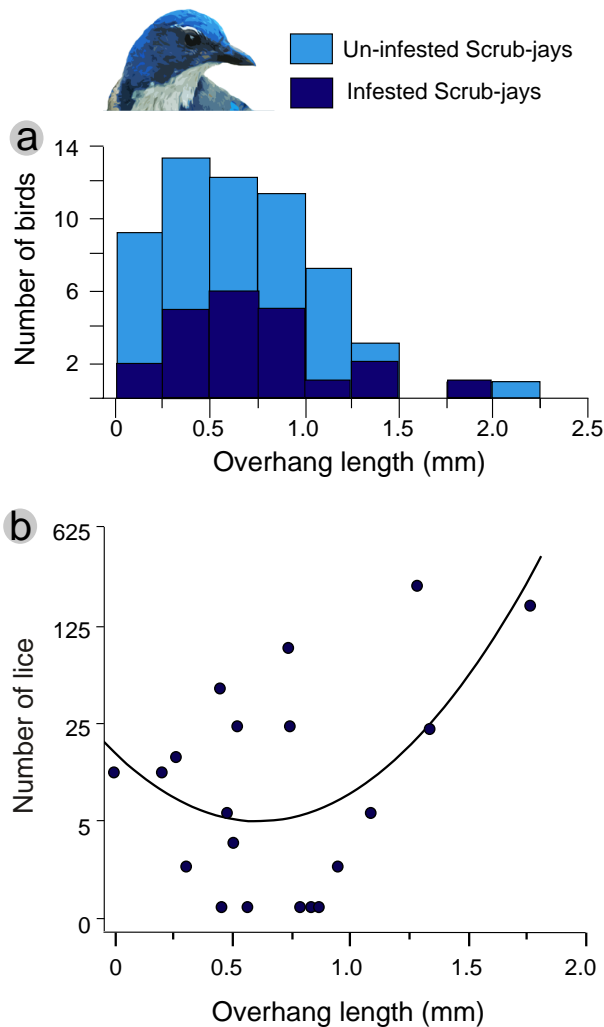 Un-infested Scrub-jays
Infested Scrub-jays
a
14
10
6
2
Number of birds
0 0.5 1.0 1.5 2.0 2.5
Overhang length (mm)
b
625
125
25
5
0
Number of lice
0 0.5 1.0 1.5 2.0
Overhang length (mm)